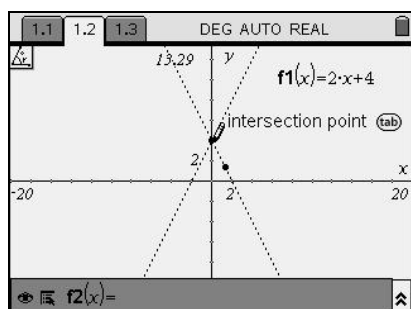 1.1 1.2 1.3 DEG AUTO REAL
13.29 y
f1(x)=2·x+4
intersection point tab
2
x
-20 2 20
f2(x)=